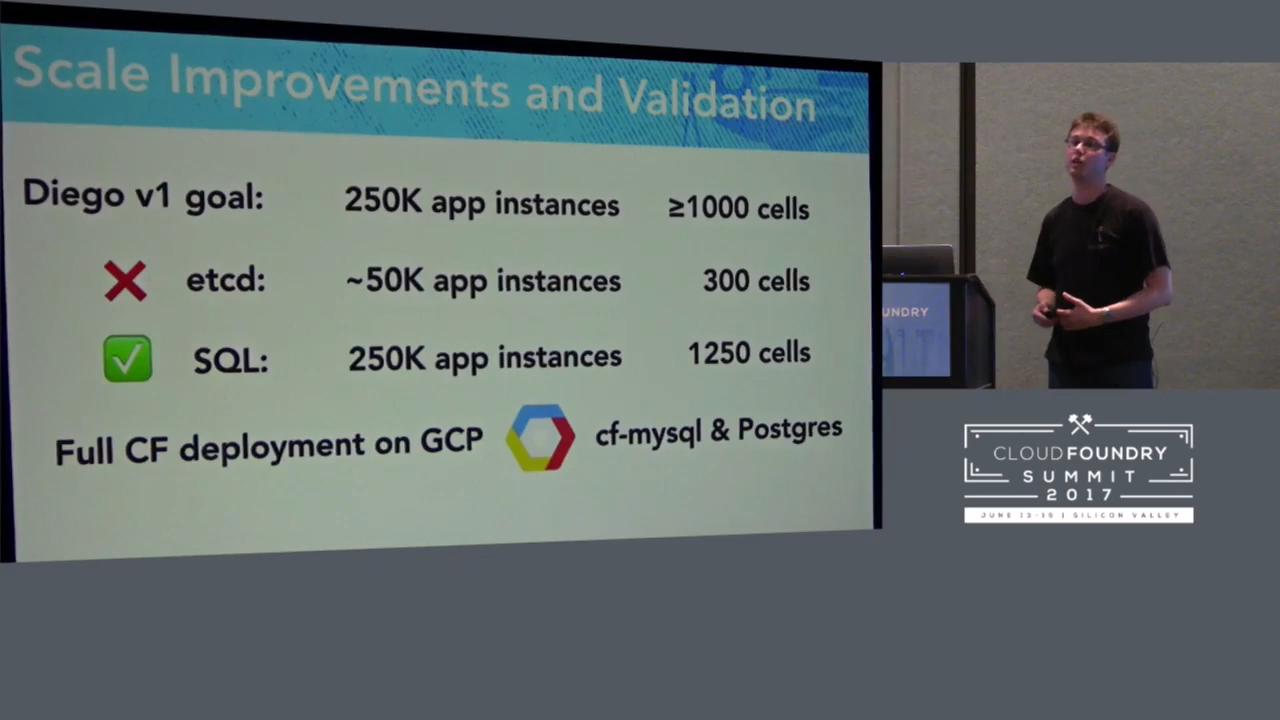 Scale Improvements and Validation
Diego v1 goal: 250K app instances ≥1000 cells
etcd: ~50K app instances 300 cells
SQL: 250K app instances 1250 cells
Full CF deployment on GCP cf-mysql & Postgres
UNDRY
CLOUD FOUNDRY
SUMMIT
2017
JUNE 13-15 | SILICON VALLEY